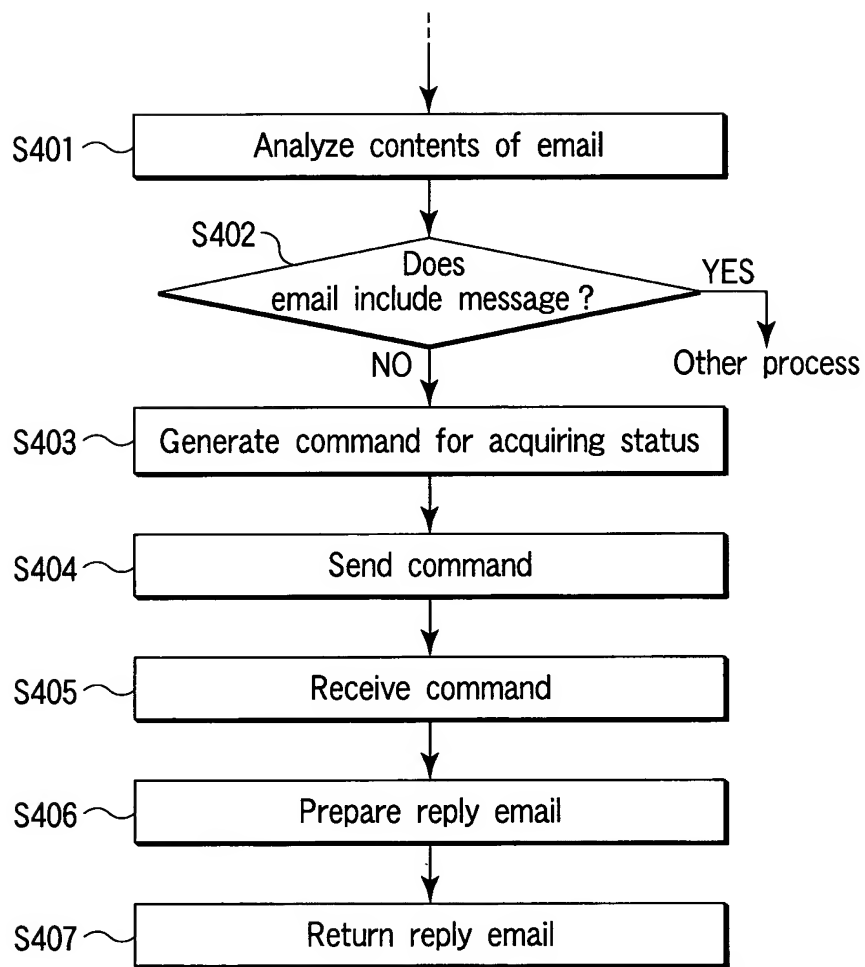 S401
Analyze contents of email
S402
Does
email include message ?
YES
NO
Other process
S403
Generate command for acquiring status
S404
Send command
S405
Receive command
S406
Prepare reply email
S407
Return reply email